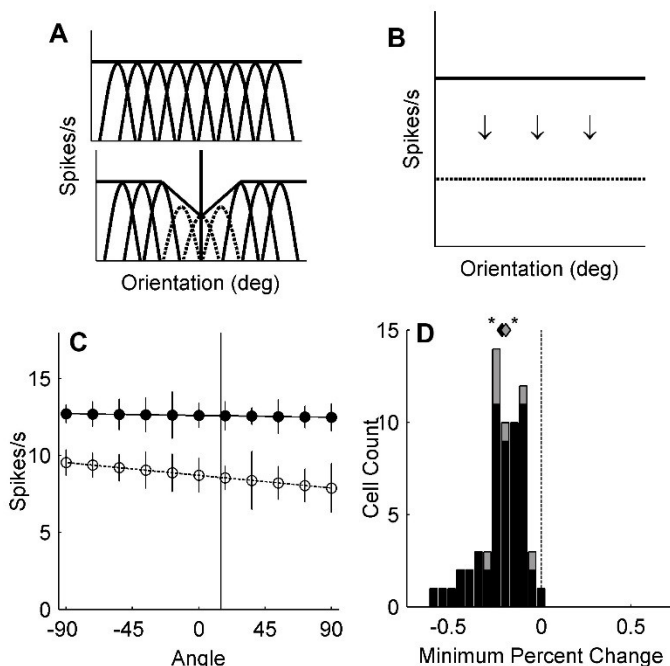 A
Spikes/s
Orientation (deg)
B
Spikes/s
Orientation (deg)
C
Spikes/s
15
10
5
0
-90 -45 0 45 90
Angle
D
* *
Cell Count
15
10
5
0
-0.5 0 0.5
Minimum Percent Change